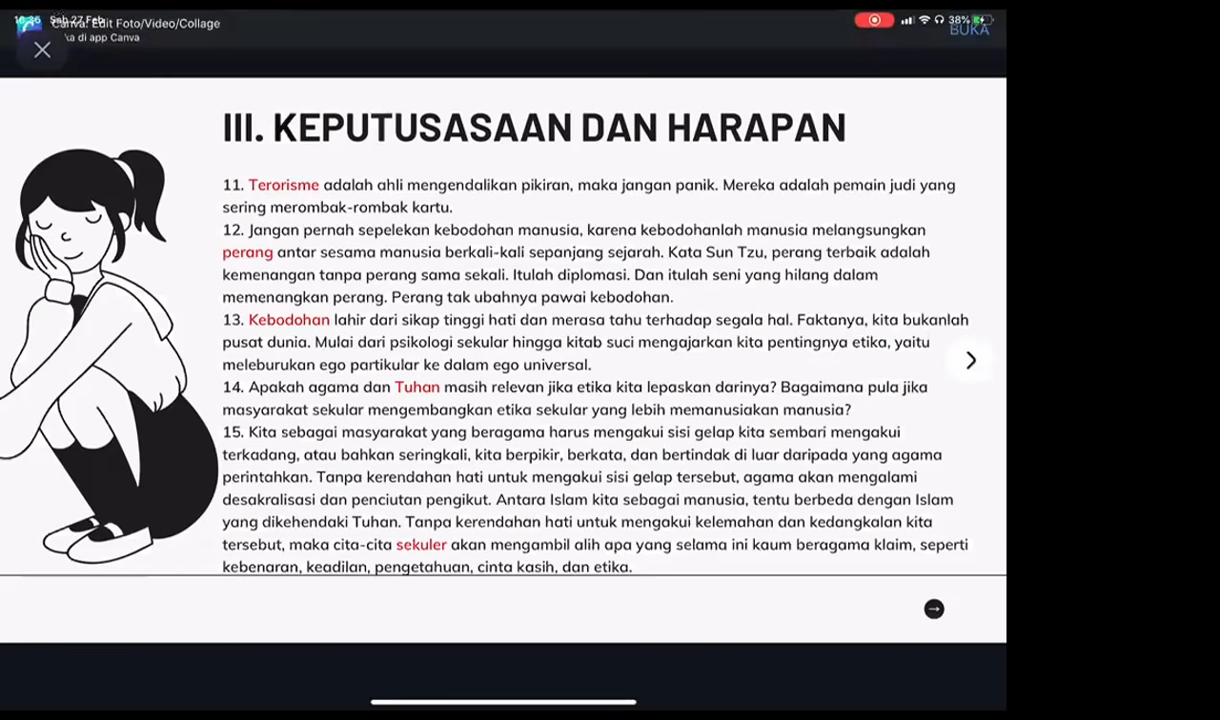 16.36 Sab 27 Feb
Canva: Edit Foto/Video/Collage
38%
ka di app Canva
BUKA
III. KEPUTUSASAAN DAN HARAPAN
11. Terorisme adalah ahli mengendalikan pikiran, maka jangan panik. Mereka adalah pemain judi yang
sering merombak-rombak kartu.
12. Jangan pernah sepelekan kebodohan manusia, karena kebodohanlah manusia melangsungkan
perang antar sesama manusia berkali-kali sepanjang sejarah. Kata Sun Tzu, perang terbaik adalah
kemenangan tanpa perang sama sekali. Itulah diplomasi. Dan itulah seni yang hilang dalam
memenangkan perang. Perang tak ubahnya pawai kebodohan.
13. Kebodohan lahir dari sikap tinggi hati dan merasa tahu terhadap segala hal. Faktanya, kita bukanlah
pusat dunia. Mulai dari psikologi sekular hingga kitab suci mengajarkan kita pentingnya etika, yaitu
meleburukan ego partikular ke dalam ego universal.
14. Apakah agama dan Tuhan masih relevan jika etika kita lepaskan darinya? Bagaimana pula jika
masyarakat sekular mengembangkan etika sekular yang lebih memanusiakan manusia?
15. Kita sebagai masyarakat yang beragama harus mengakui sisi gelap kita sembari mengakui
terkadang, atau bahkan seringkali, kita berpikir, berkata, dan bertindak di luar daripada yang agama
perintahkan. Tanpa kerendahan hati untuk mengakui sisi gelap tersebut, agama akan mengalami
desakralisasi dan penciutan pengikut. Antara Islam kita sebagai manusia, tentu berbeda dengan Islam
yang dikehendaki Tuhan. Tanpa kerendahan hati untuk mengakui kelemahan dan kedangkalan kita
tersebut, maka cita-cita sekuler akan mengambil alih apa yang selama ini kaum beragama klaim, seperti
kebenaran, keadilan, pengetahuan, cinta kasih, dan etika.